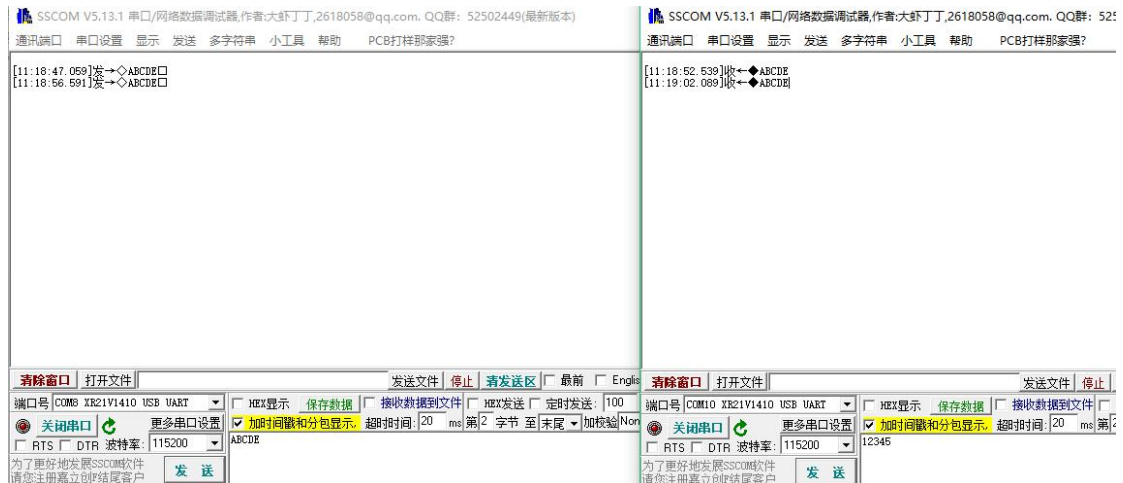 SSCOM V5.13.1 串口/网络数据调试器,作者:大虾丁丁,2618058@qq.com. QQ群: 52502449(最新版本)
通讯端口 串口设置 显示 发送 多字符串 小工具 帮助 PCB打样那家强?
[11:18:47.059]发→◇ABCDE□
[11:18:56.591]发→◇ABCDE□
清除窗口 打开文件 发送文件 停止 清发送区 最前 Englis
端口号 COM8 XR21V1410 USB UART HEX显示 保存数据 接收数据到文件 HEX发送 定时发送: 100
关闭串口 更多串口设置 加时间戳和分包显示, 超时时间: 20 ms 第2 字节 至 末尾 加校验 Non
RTS DTR 波特率: 115200 ABCDE
为了更好地发展SSCOM软件
请您注册嘉立创F结尾客户
发 送
SSCOM V5.13.1 串口/网络数据调试器,作者:大虾丁丁,2618058@qq.com. QQ群: 525
通讯端口 串口设置 显示 发送 多字符串 小工具 帮助 PCB打样那家强?
[11:18:52.539]收←◆ABCDE
[11:19:02.089]收←◆ABCDE
清除窗口 打开文件 发送文件 停止
端口号 COM10 XR21V1410 USB UART HEX显示 保存数据 接收数据到文件
关闭串口 更多串口设置 加时间戳和分包显示, 超时时间: 20 ms 第2
RTS DTR 波特率: 115200 12345
为了更好地发展SSCOM软件
请您注册嘉立创F结尾客户
发 送